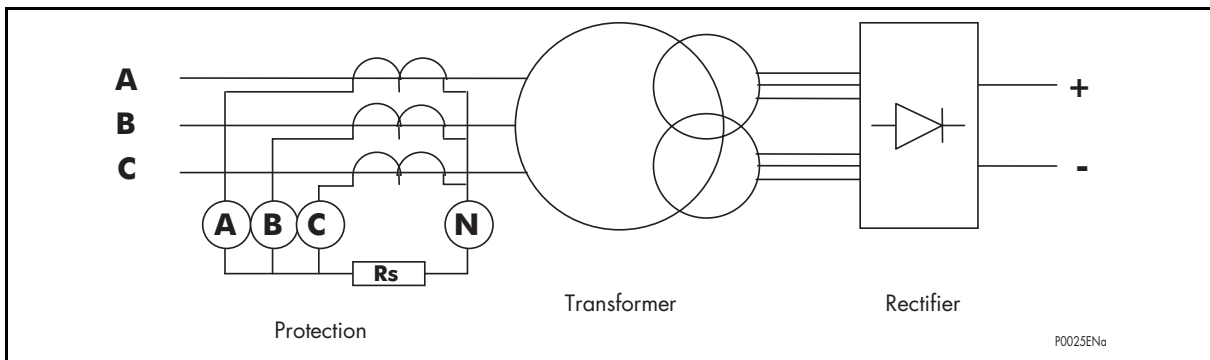 A
B
C
+
-
A B C N
Rs
Transformer
Rectifier
Protection
P0025ENa